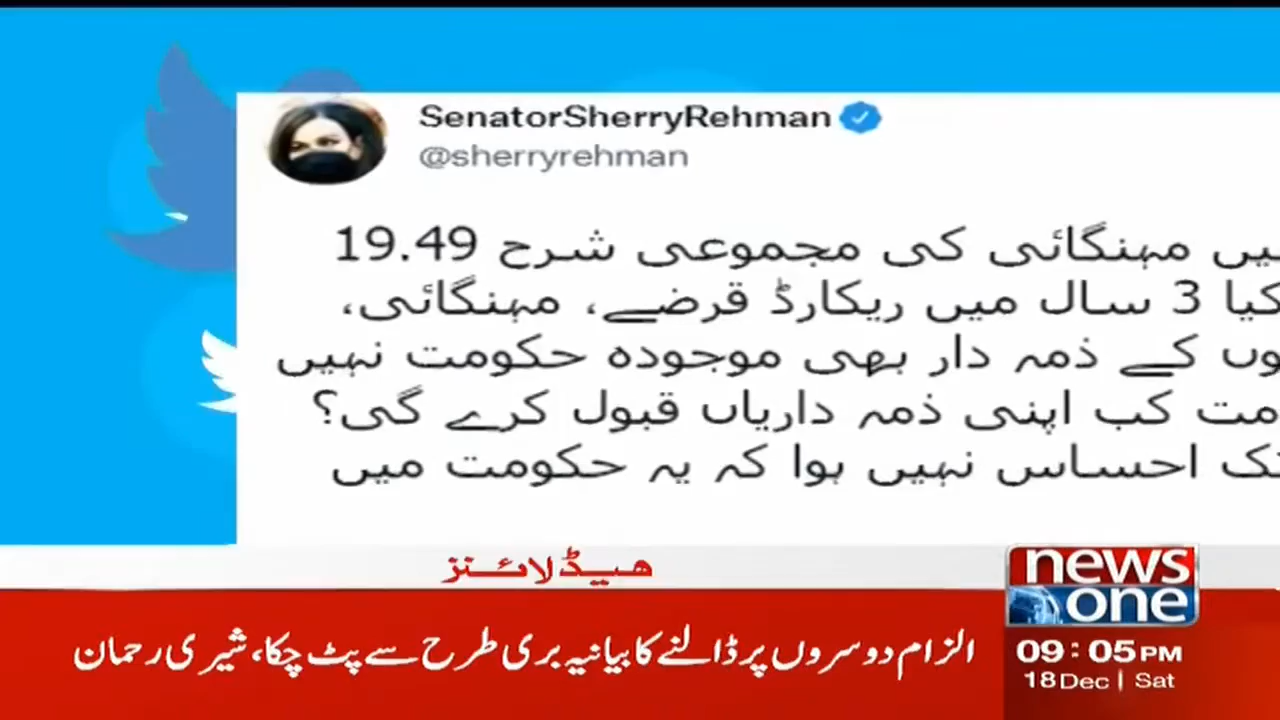 SenatorSherryRehman
@sherryrehman
میں مہنگائی کی مجموعی شرح 19.49
کیا 3 سال میں ریکارڈ قرضے، مہنگائی،
کے ذمہ دار بھی موجودہ حکومت نہیں
کب اپنی ذمہ داریاں قبول کرے گی؟
تک احساس نہیں ہوا کہ یہ حکومت میں
ھیڈلائنز
news
one
الزام دوسروں پر ڈالنے کا بیانیہ بری طرح سے پٹ چکا، شیری رحمان
09:05PM
18Dec | Sat